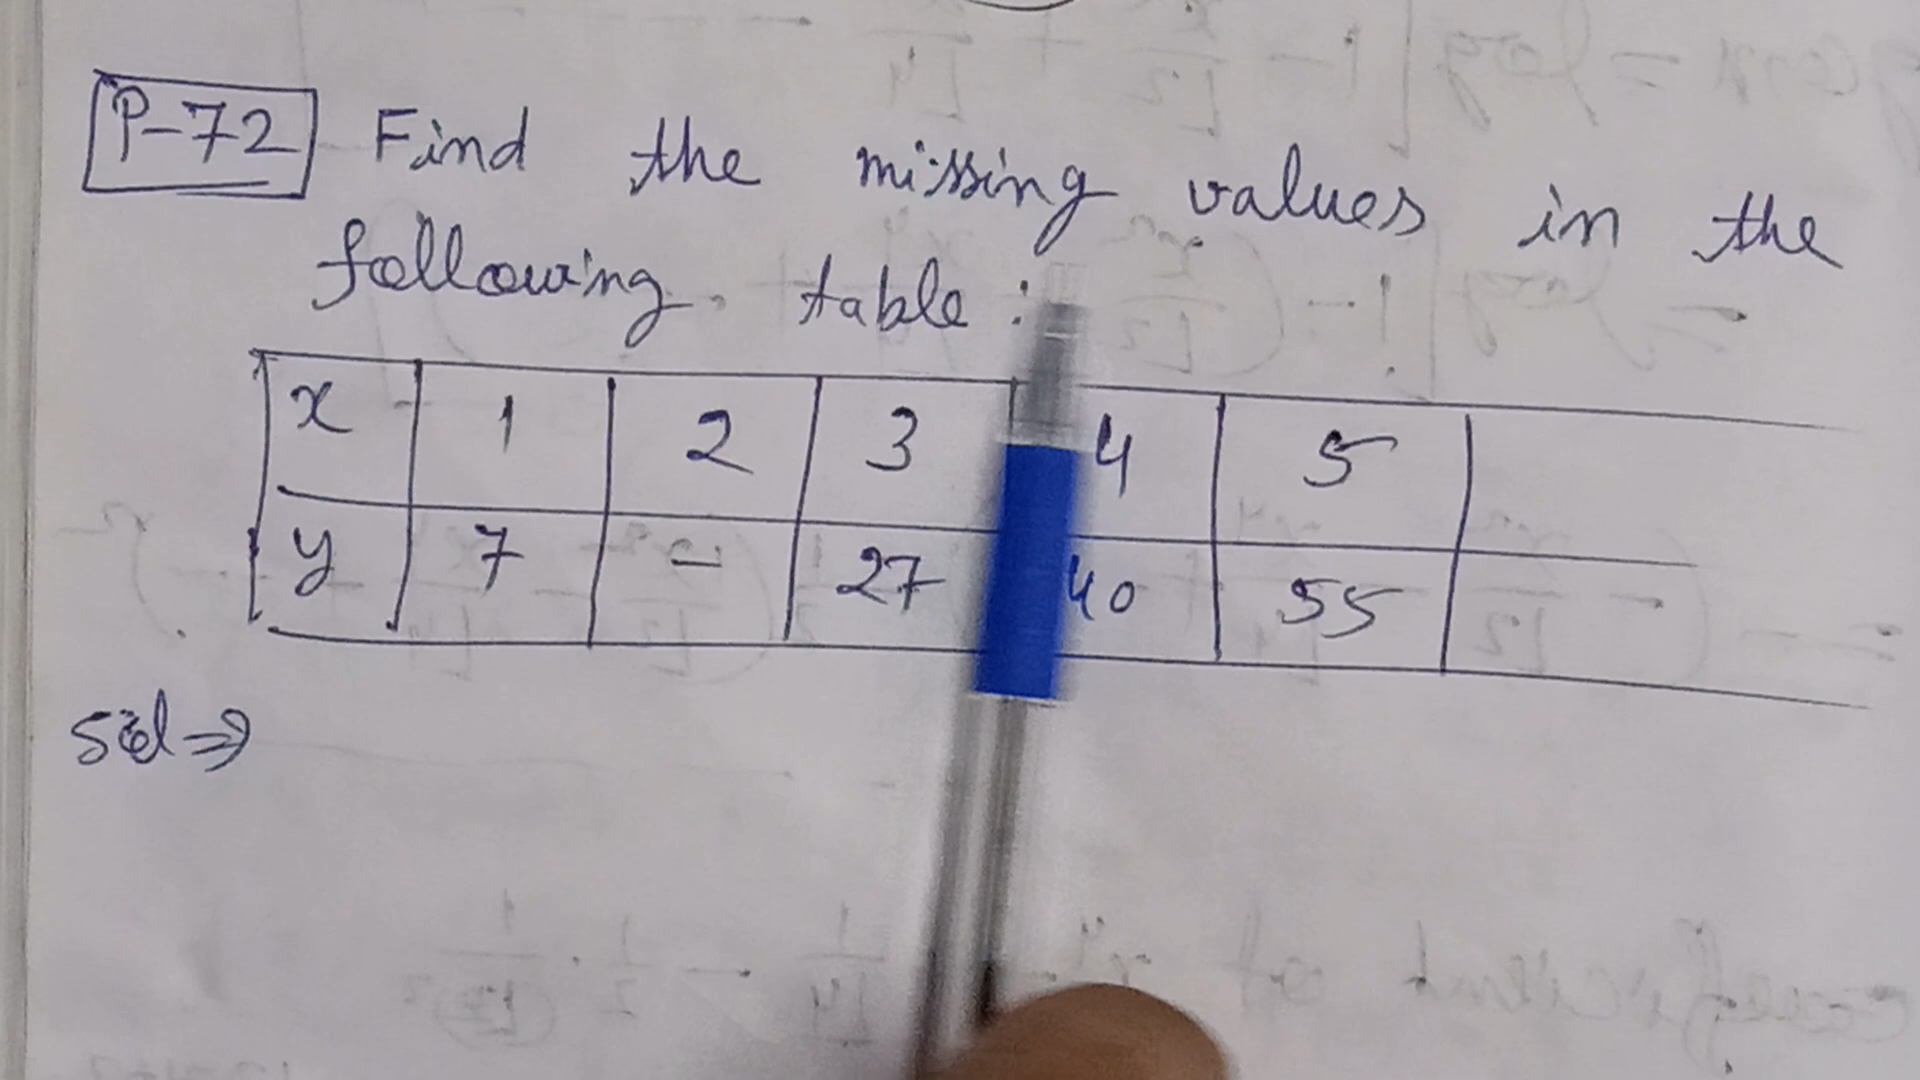 P-72 Find the missing values in the
following table :
x 1 2 3 4 5
y 7 - 27 40 55
Sol ⇒